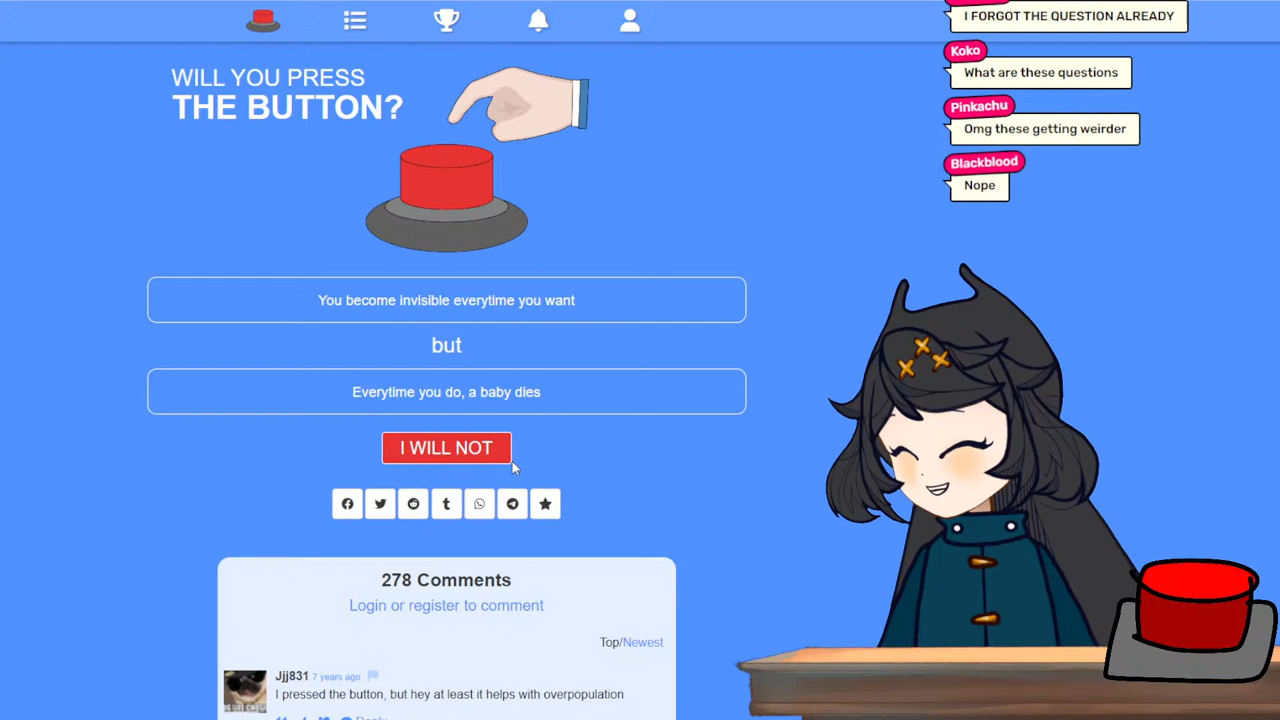 WILL YOU PRESS
THE BUTTON?
You become invisible everytime you want
but
Everytime you do, a baby dies
I WILL NOT
278 Comments
Login or register to comment
Top/Newest
Jjj831 7 years ago
I pressed the button, but hey at least it helps with overpopulation
I FORGOT THE QUESTION ALREADY
Koko
What are these questions
Pinkachu
Omg these getting weirder
Blackblood
Nope